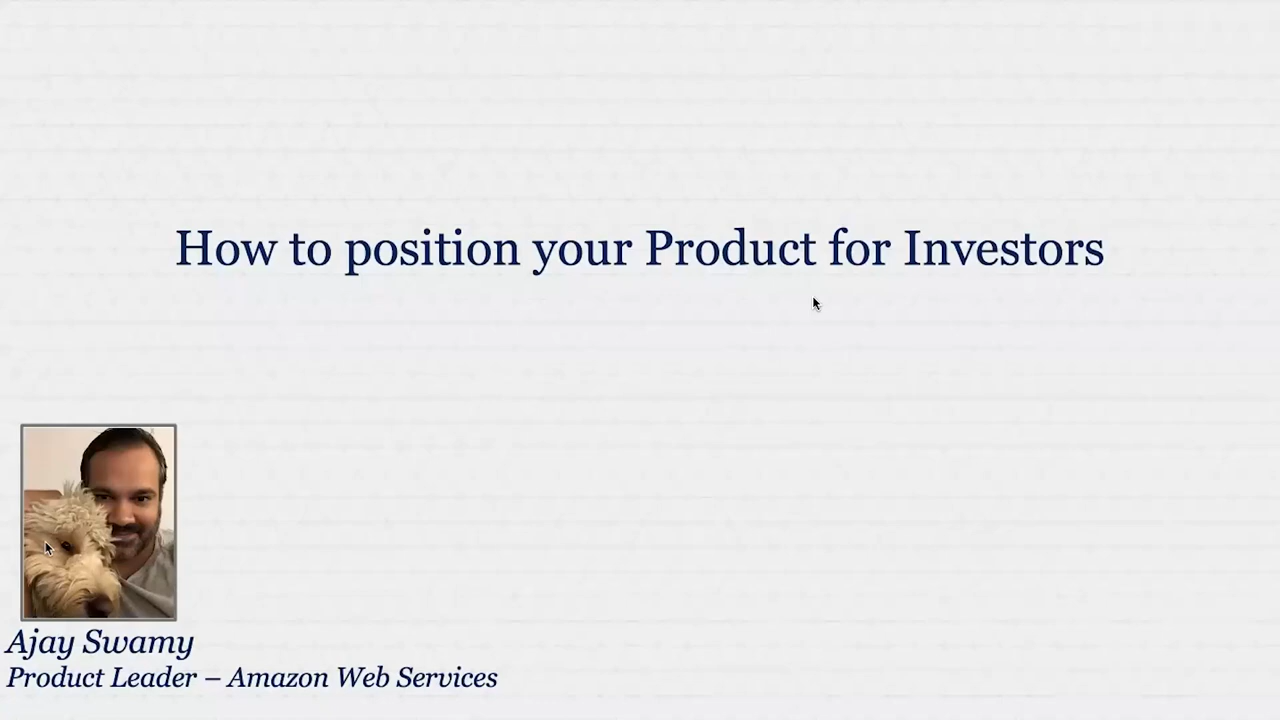 How to position your Product for Investors
Ajay Swamy
Product Leader – Amazon Web Services